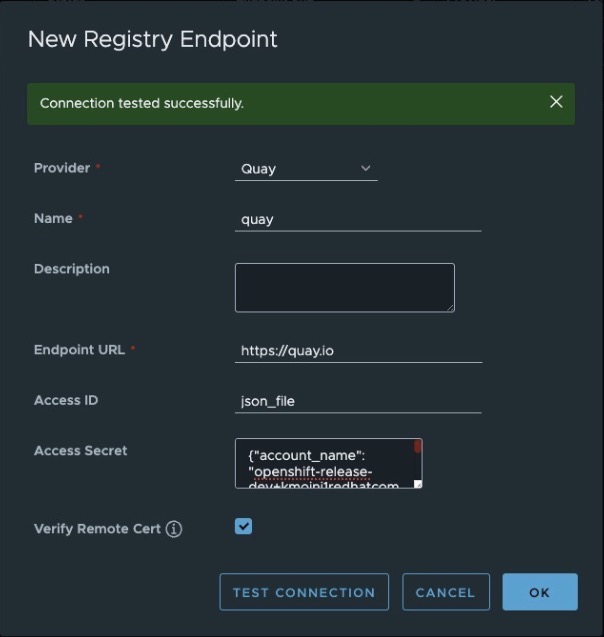 New Registry Endpoint
Connection tested successfully.
Provider *
Quay
Name *
quay
Description
Endpoint URL *
https://quay.io
Access ID
json_file
Access Secret
{"account_name":
"openshift-release-
dev+kmoini1redhatcom
Verify Remote Cert
TEST CONNECTION
CANCEL
OK